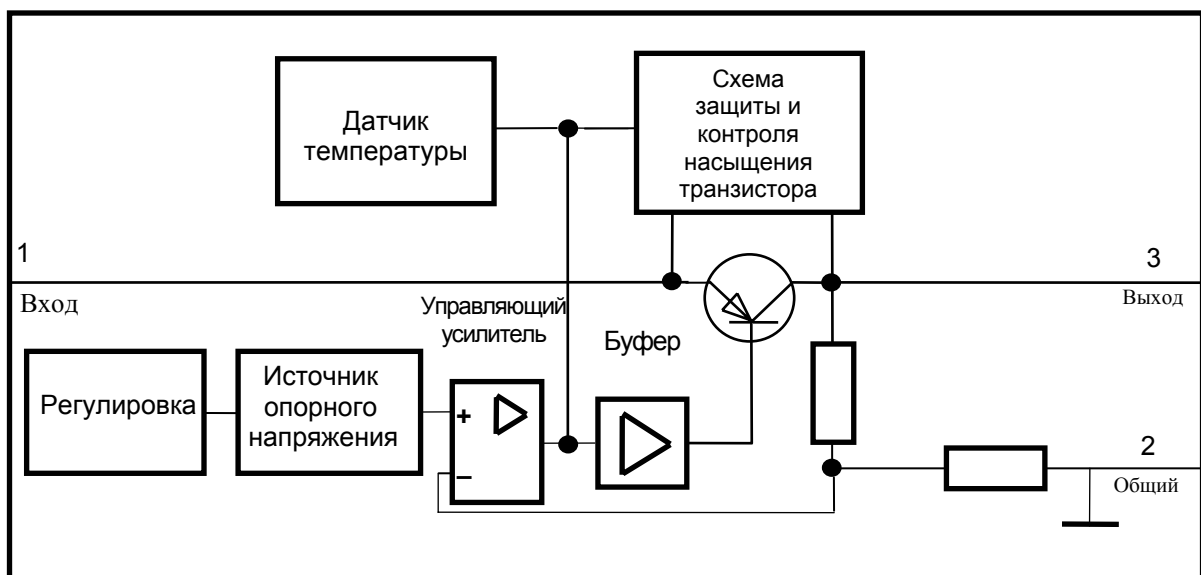 Датчик
температуры
Схема
защиты и
контроля
насыщения
транзистора
1
3
Вход
Выход
Управляющий
усилитель
Буфер
Регулировка
Источник
опорного
напряжения
+
–
2
Общий